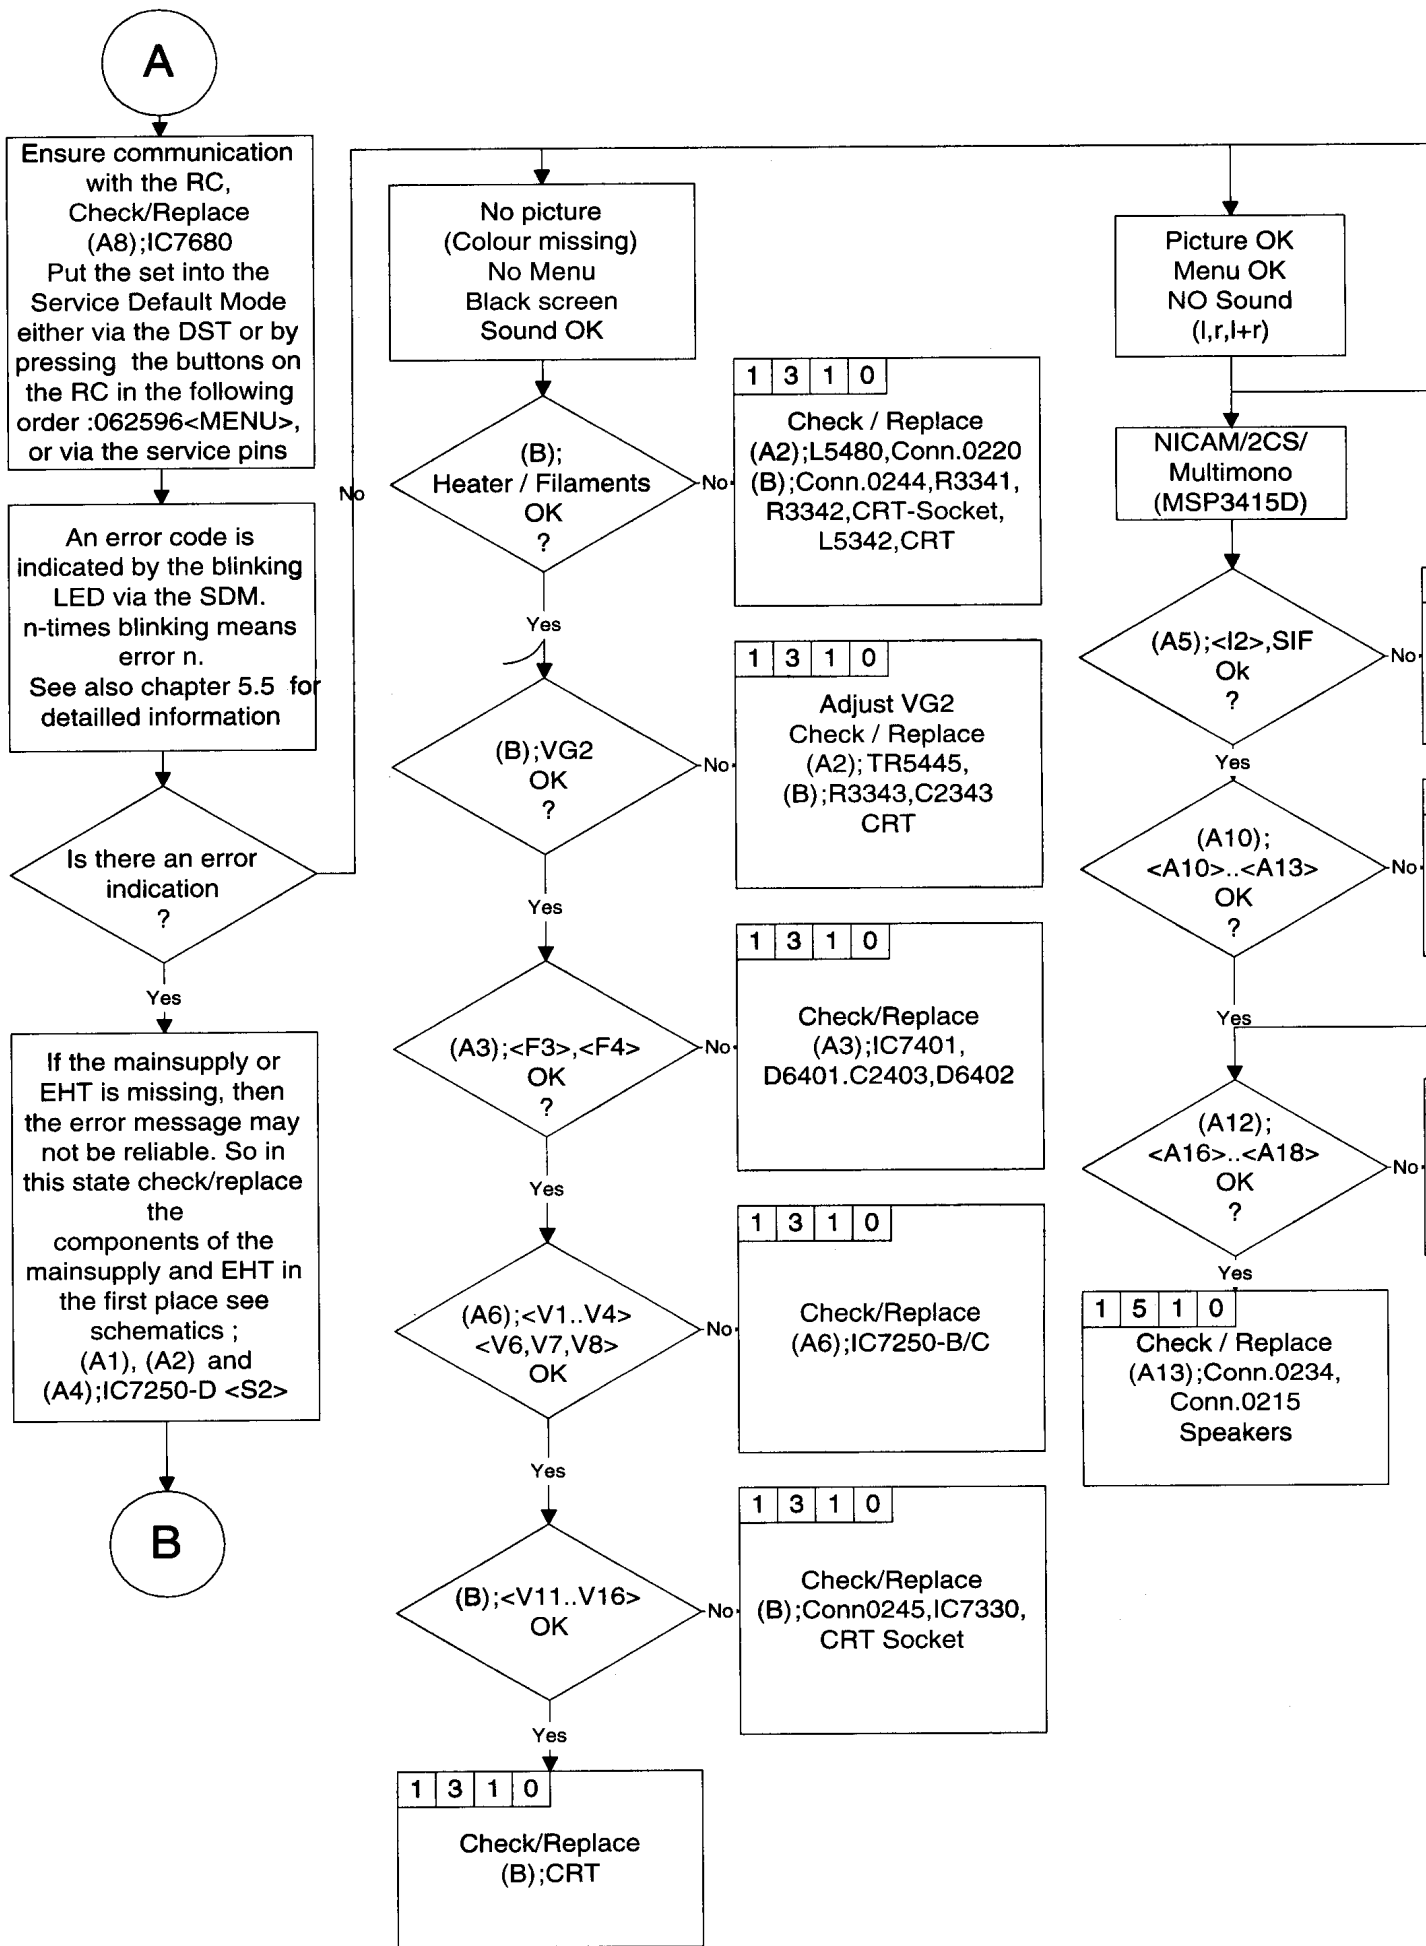 A
Ensure communication
with the RC,
Check/Replace
(A8);IC7680
Put the set into the
Service Default Mode
either via the DST or by
pressing the buttons on
the RC in the following
order :062596<MENU>,
or via the service pins
An error code is
indicated by the blinking
LED via the SDM.
n-times blinking means
error n.
See also chapter 5.5 for
detailled information
Is there an error
indication
?
No
Yes
If the mainsupply or
EHT is missing, then
the error message may
not be reliable. So in
this state check/replace
the
components of the
mainsupply and EHT in
the first place see
schematics ;
(A1), (A2) and
(A4);IC7250-D <S2>
B
No picture
(Colour missing)
No Menu
Black screen
Sound OK
(B);
Heater / Filaments
OK
?
No
1 3 1 0
Check / Replace
(A2);L5480,Conn.0220
(B);Conn.0244,R3341,
R3342,CRT-Socket,
L5342,CRT
Yes
(B);VG2
OK
?
No
1 3 1 0
Adjust VG2
Check / Replace
(A2);TR5445,
(B);R3343,C2343
CRT
Yes
(A3);<F3>,<F4>
OK
?
No
1 3 1 0
Check/Replace
(A3);IC7401,
D6401.C2403,D6402
Yes
(A6);<V1..V4>
<V6,V7,V8>
OK
No
1 3 1 0
Check/Replace
(A6);IC7250-B/C
Yes
(B);<V11..V16>
OK
No
1 3 1 0
Check/Replace
(B);Conn0245,IC7330,
CRT Socket
Yes
1 3 1 0
Check/Replace
(B);CRT
Picture OK
Menu OK
NO Sound
(l,r,l+r)
NICAM/2CS/
Multimono
(MSP3415D)
(A5);<I2>,SIF
Ok
?
No
Yes
(A10);
<A10>..<A13>
OK
?
No
Yes
(A12);
<A16>..<A18>
OK
?
No
Yes
1 5 1 0
Check / Replace
(A13);Conn.0234,
Conn.0215
Speakers